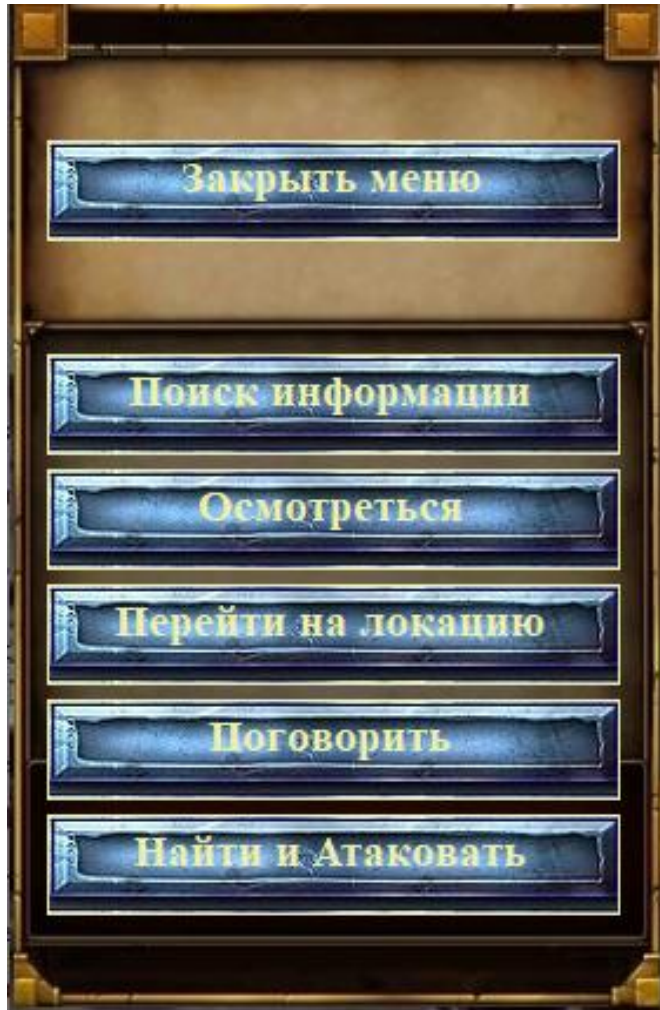 Закрыть меню
Поиск информации
Осмотреться
Перейти на локацию
Поговорить
Найти и Атаковать